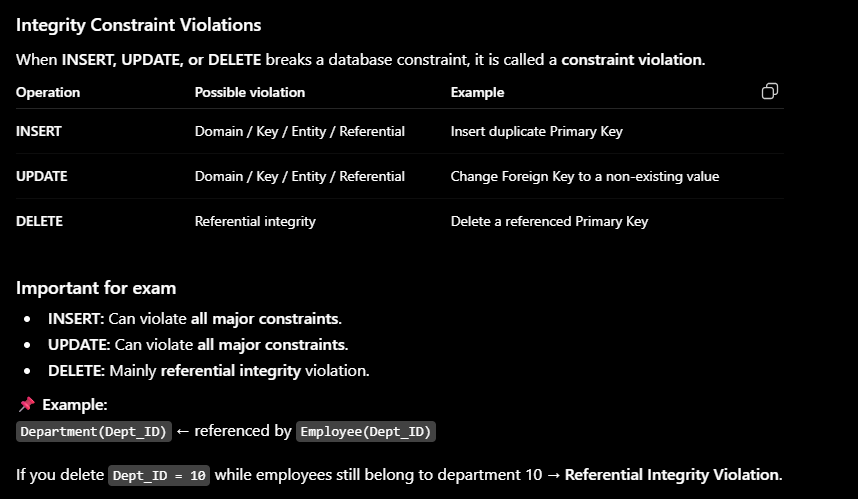 Integrity Constraint Violations
When INSERT, UPDATE, or DELETE breaks a database constraint, it is called a constraint violation.
Operation Possible violation Example
INSERT Domain / Key / Entity / Referential Insert duplicate Primary Key
UPDATE Domain / Key / Entity / Referential Change Foreign Key to a non-existing value
DELETE Referential integrity Delete a referenced Primary Key
Important for exam
• INSERT: Can violate all major constraints.
• UPDATE: Can violate all major constraints.
• DELETE: Mainly referential integrity violation.
📌 Example:
Department(Dept_ID) ← referenced by Employee(Dept_ID)
If you delete Dept_ID = 10 while employees still belong to department 10 → Referential Integrity Violation.